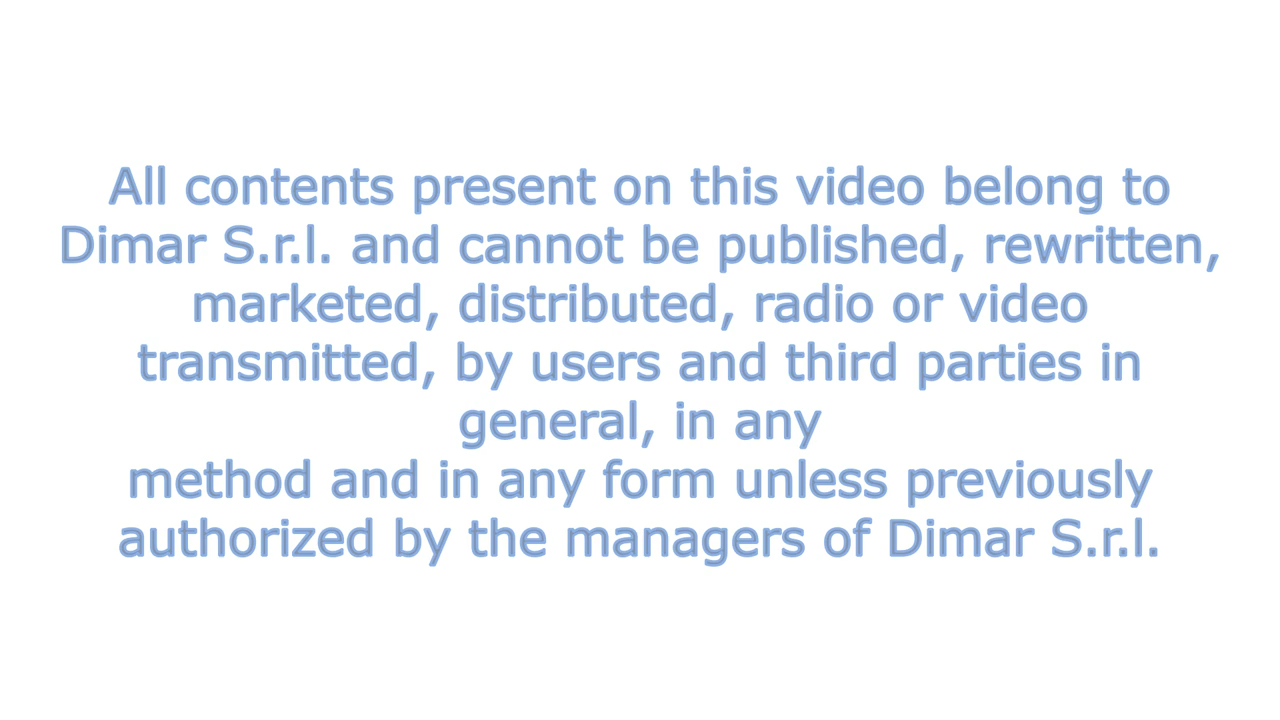 All contents present on this video belong to
Dimar S.r.l. and cannot be published, rewritten,
marketed, distributed, radio or video
transmitted, by users and third parties in
general, in any
method and in any form unless previously
authorized by the managers of Dimar S.r.l.